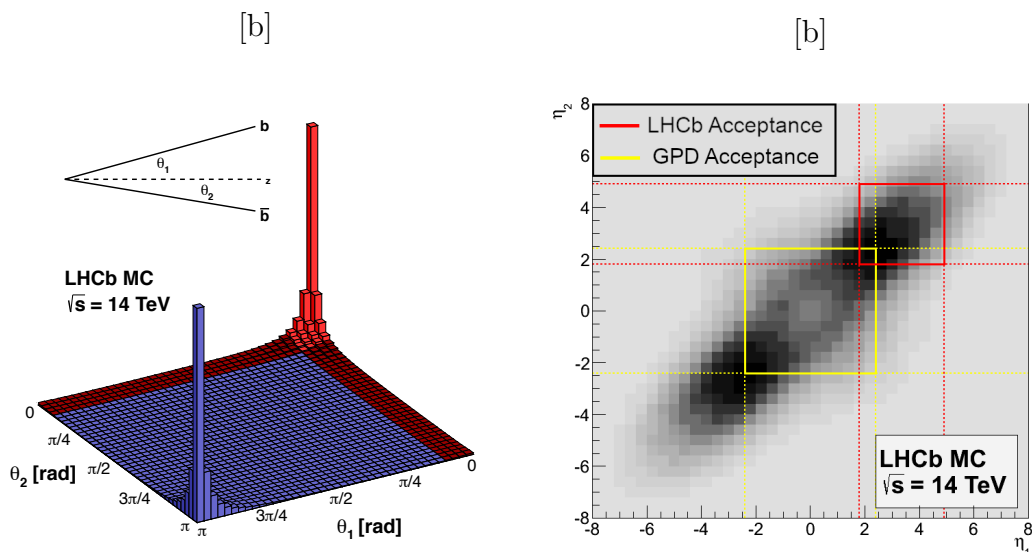 [b]
b
θ1
z
θ2
b̅
LHCb MC
√s = 14 TeV
0
π/4
π/2
3π/4
π
θ2 [rad]
π
3π/4
π/2
π/4
0
θ1 [rad]
[b]
η2
8
6
4
2
0
-2
-4
-6
-8
LHCb Acceptance
GPD Acceptance
LHCb MC
√s = 14 TeV
-8 -6 -4 -2 0 2 4 6 8
η1